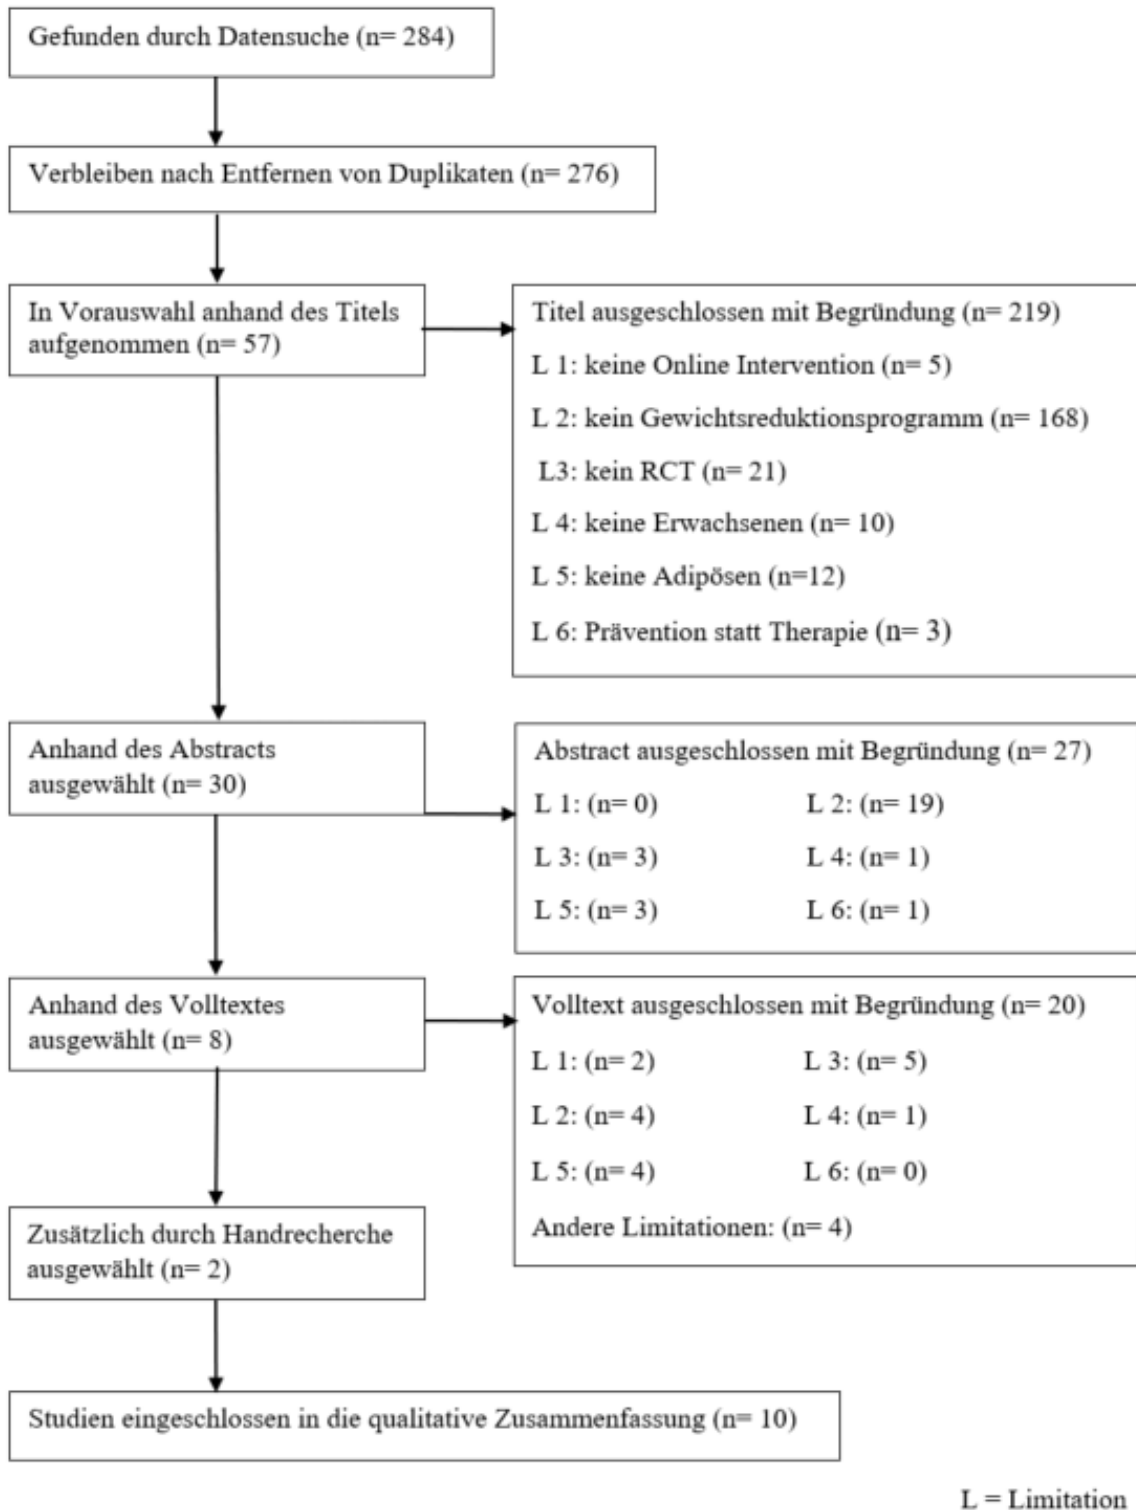 Gefunden durch Datensuche (n= 284)
Verbleiben nach Entfernen von Duplikaten (n= 276)
In Vorauswahl anhand des Titels
aufgenommen (n= 57)
Titel ausgeschlossen mit Begründung (n= 219)
L 1: keine Online Intervention (n= 5)
L 2: kein Gewichtsreduktionsprogramm (n= 168)
L3: kein RCT (n= 21)
L 4: keine Erwachsenen (n= 10)
L 5: keine Adipösen (n=12)
L 6: Prävention statt Therapie (n= 3)
Anhand des Abstracts
ausgewählt (n= 30)
Abstract ausgeschlossen mit Begründung (n= 27)
L 1: (n= 0) L 2: (n= 19)
L 3: (n= 3) L 4: (n= 1)
L 5: (n= 3) L 6: (n= 1)
Anhand des Volltextes
ausgewählt (n= 8)
Volltext ausgeschlossen mit Begründung (n= 20)
L 1: (n= 2) L 3: (n= 5)
L 2: (n= 4) L 4: (n= 1)
L 5: (n= 4) L 6: (n= 0)
Andere Limitationen: (n= 4)
Zusätzlich durch Handrecherche
ausgewählt (n= 2)
Studien eingeschlossen in die qualitative Zusammenfassung (n= 10)
L = Limitation